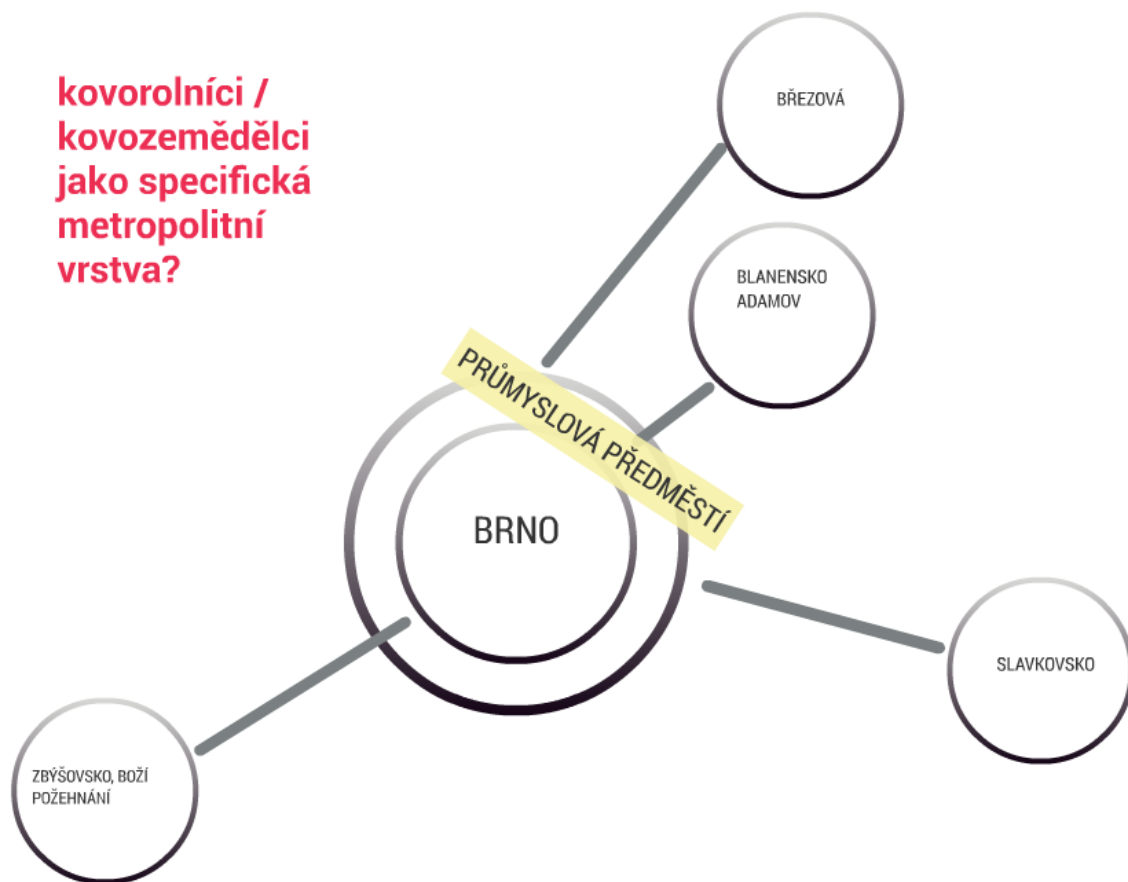 kovorolníci /
kovozemědělci
jako specifická
metropolitní
vrstva?
BŘEZOVÁ
BLANENSKO
ADAMOV
PRŮMYSLOVÁ PŘEDMĚSTÍ
BRNO
SLAVKOVSKO
ZBÝŠOVSKO, BOŽÍ
POŽEHNÁNÍ